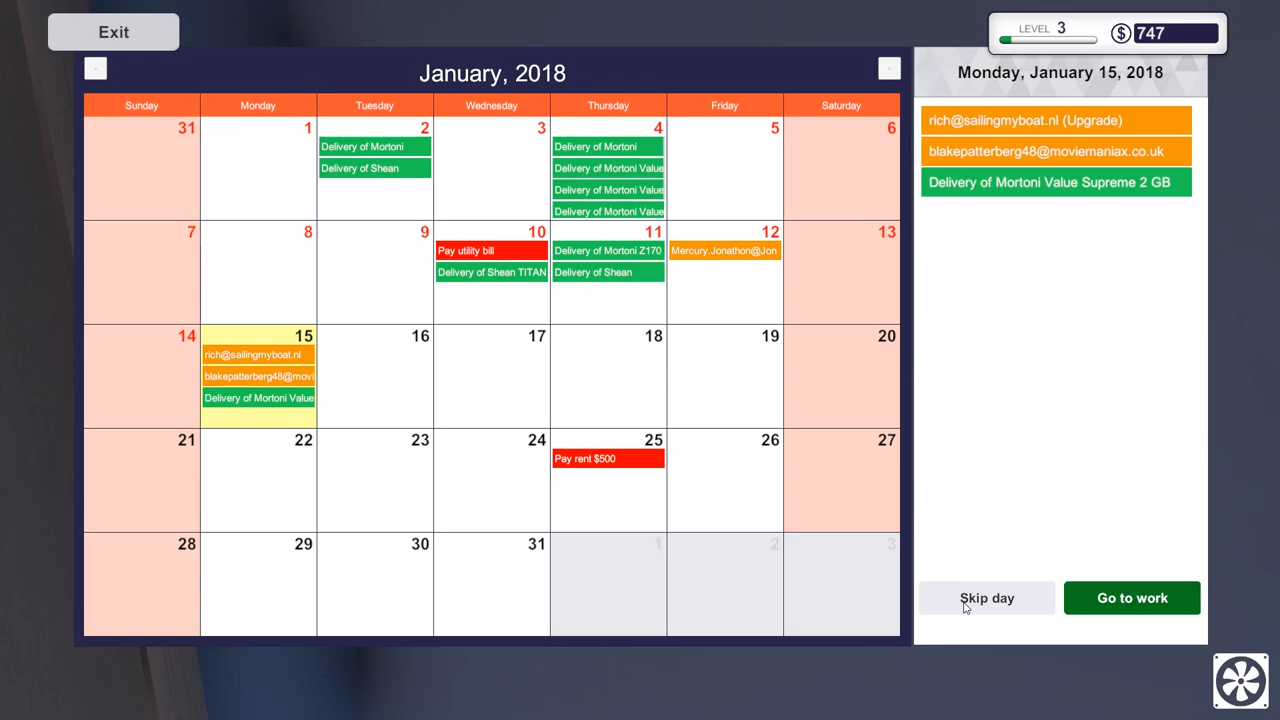 Exit
LEVEL 3
$ 747
January, 2018
Monday, January 15, 2018
Sunday Monday Tuesday Wednesday Thursday Friday Saturday
31 1 2 3 4 5 6
Delivery of Mortoni
Delivery of Shean
Delivery of Mortoni
Delivery of Mortoni Value
Delivery of Mortoni Value
Delivery of Mortoni Value
7 8 9 10 11 12 13
Pay utility bill
Delivery of Shean TITAN
Delivery of Mortoni Z170
Delivery of Shean
Mercury.Jonathon@Jon
14 15 16 17 18 19 20
rich@sailingmyboat.nl
blakepatterberg48@movi
Delivery of Mortoni Value
21 22 23 24 25 26 27
Pay rent $500
28 29 30 31 1 2 3
rich@sailingmyboat.nl (Upgrade)
blakepatterberg48@moviemaniax.co.uk
Delivery of Mortoni Value Supreme 2 GB
Skip day
Go to work